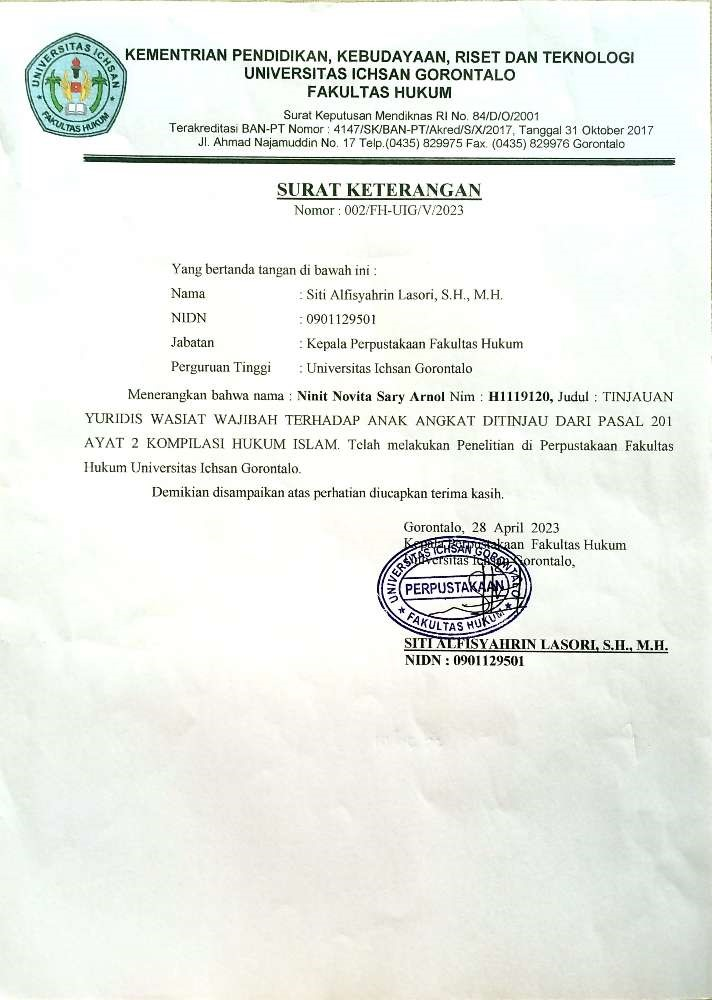 UNIVERSITAS ICHSAN
FAKULTAS HUKUM
KEMENTRIAN PENDIDIKAN, KEBUDAYAAN, RISET DAN TEKNOLOGI
UNIVERSITAS ICHSAN GORONTALO
FAKULTAS HUKUM
Surat Keputusan Mendiknas RI No. 84/D/O/2001
Terakreditasi BAN-PT Nomor : 4147/SK/BAN-PT/Akred/S/X/2017, Tanggal 31 Oktober 2017
Jl. Ahmad Najamuddin No. 17 Telp.(0435) 829975 Fax. (0435) 829976 Gorontalo
SURAT KETERANGAN
Nomor : 002/FH-UIG/V/2023
Yang bertanda tangan di bawah ini :
Nama : Siti Alfisyahrin Lasori, S.H., M.H.
NIDN : 0901129501
Jabatan : Kepala Perpustakaan Fakultas Hukum
Perguruan Tinggi : Universitas Ichsan Gorontalo
Menerangkan bahwa nama : Ninit Novita Sary Arnol Nim : H1119120, Judul : TINJAUAN
YURIDIS WASIAT WAJIBAH TERHADAP ANAK ANGKAT DITINJAU DARI PASAL 201
AYAT 2 KOMPILASI HUKUM ISLAM. Telah melakukan Penelitian di Perpustakaan Fakultas
Hukum Universitas Ichsan Gorontalo.
Demikian disampaikan atas perhatian diucapkan terima kasih.
Gorontalo, 28 April 2023
Kepala Perpustakaan Fakultas Hukum
Universitas Ichsan Gorontalo,
UNIVERSITAS ICHSAN GORONTALO
PERPUSTAKAAN
FAKULTAS HUKUM
SITI ALFISYAHRIN LASORI, S.H., M.H.
NIDN : 0901129501